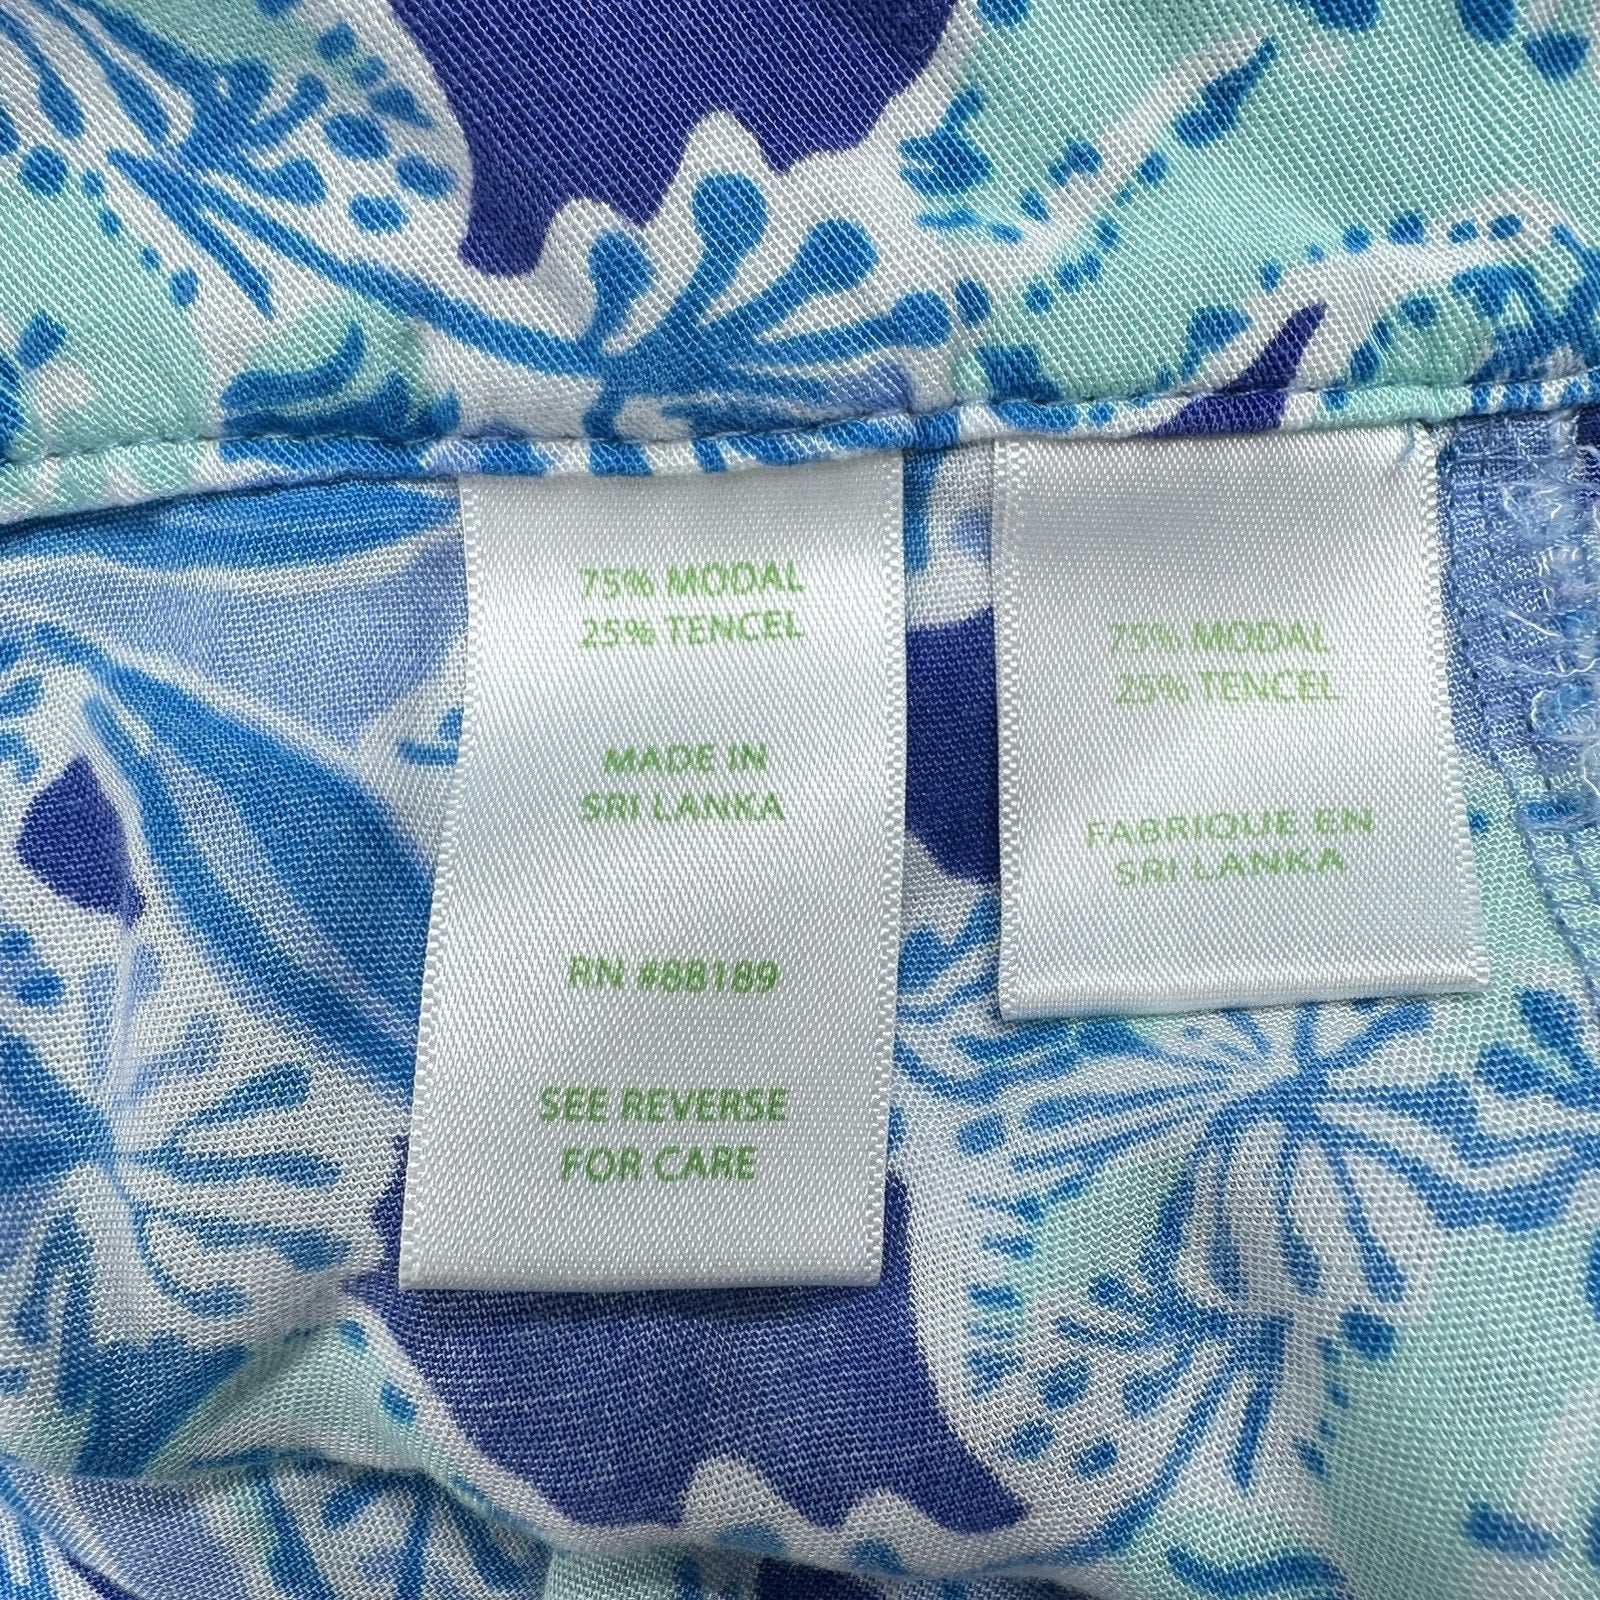 75% MODAL
25% TENCEL
MADE IN
SRI LANKA
RN #88189
SEE REVERSE
FOR CARE
75% MODAL
25% TENCEL
FABRIQUE EN
SRI LANKA